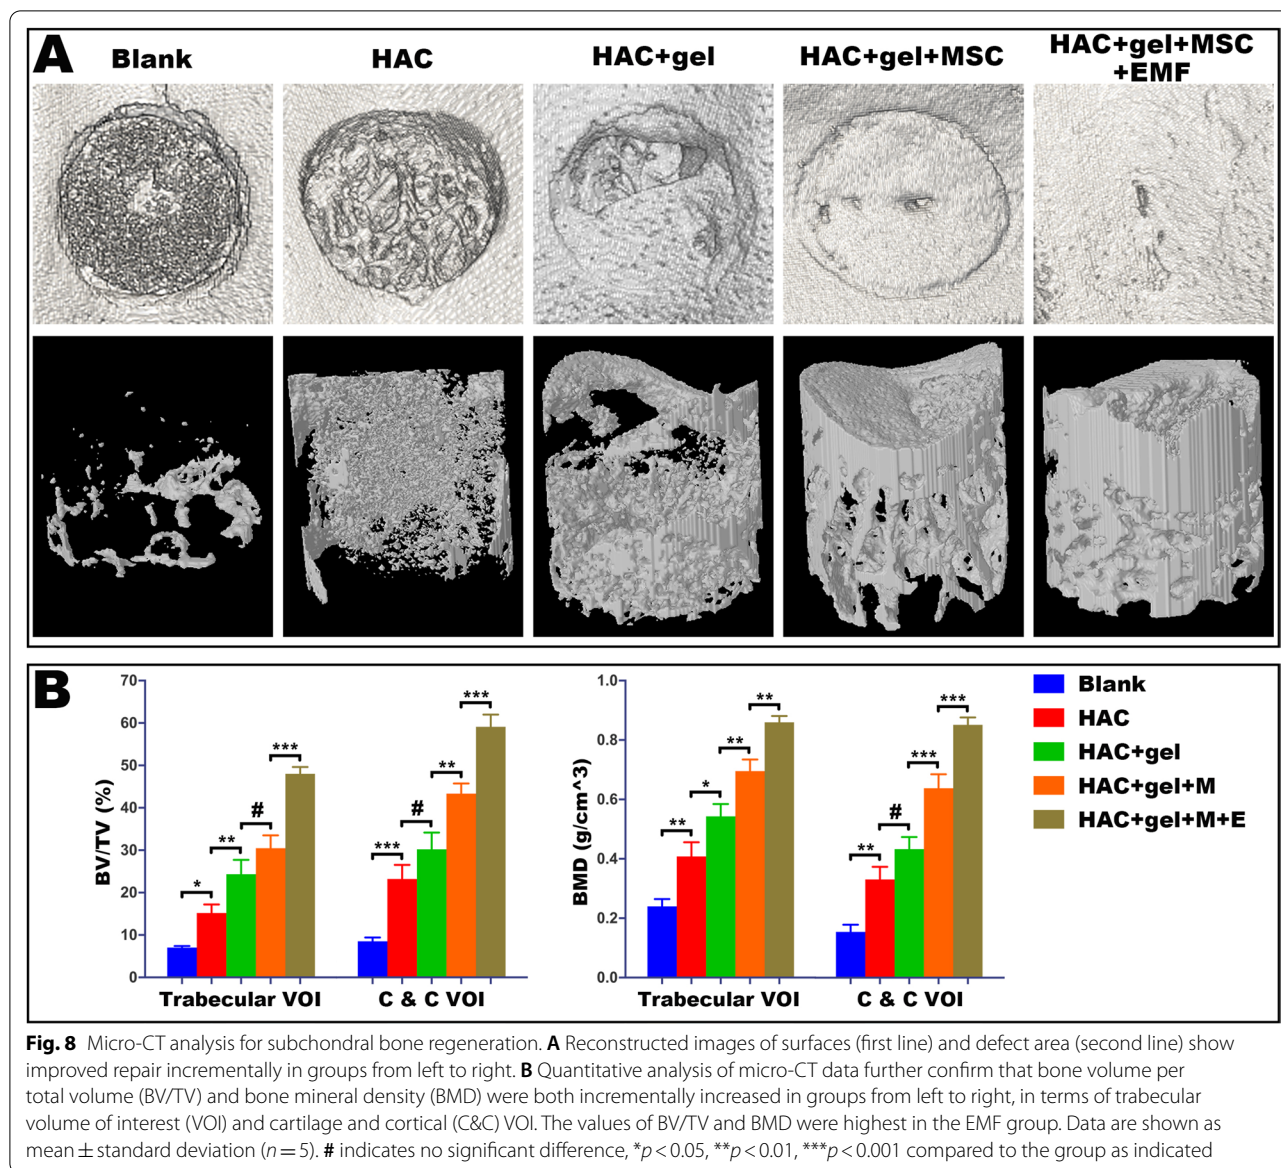 A
Blank
HAC
HAC+gel
HAC+gel+MSC
HAC+gel+MSC
+EMF
B
BV/TV (%)
70
60
50
40
30
20
10
0
*
**
#
***
***
#
**
***
Trabecular VOI
C & C VOI
BMD (g/cm^3)
1.0
0.8
0.6
0.4
0.2
0.0
**
*
**
**
**
#
***
***
Trabecular VOI
C & C VOI
Blank
HAC
HAC+gel
HAC+gel+M
HAC+gel+M+E
Fig. 8 Micro-CT analysis for subchondral bone regeneration. A Reconstructed images of surfaces (first line) and defect area (second line) show
improved repair incrementally in groups from left to right. B Quantitative analysis of micro-CT data further confirm that bone volume per
total volume (BV/TV) and bone mineral density (BMD) were both incrementally increased in groups from left to right, in terms of trabecular
volume of interest (VOI) and cartilage and cortical (C&C) VOI. The values of BV/TV and BMD were highest in the EMF group. Data are shown as
mean ± standard deviation (n = 5). # indicates no significant difference, *p < 0.05, **p < 0.01, ***p < 0.001 compared to the group as indicated